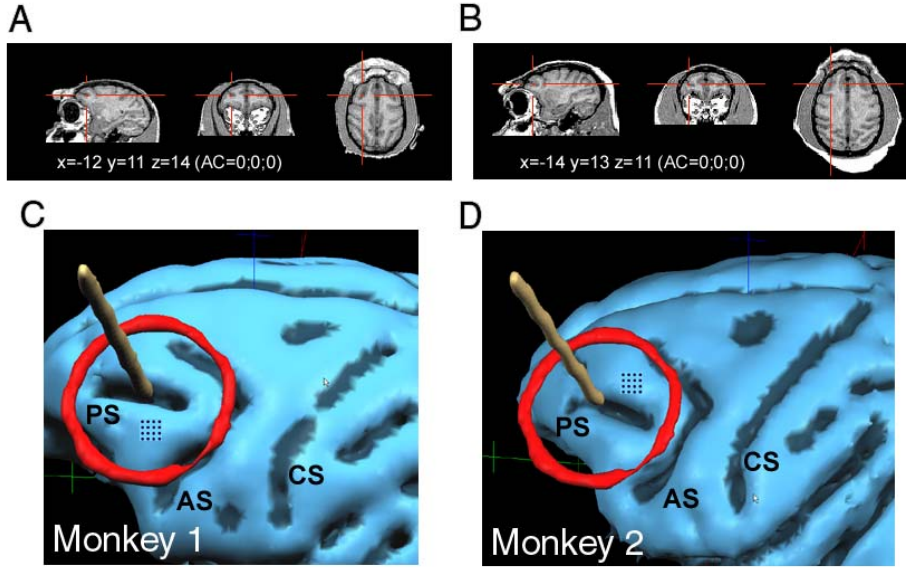 A
B
x=-12 y=11 z=14 (AC=0;0;0)
x=-14 y=13 z=11 (AC=0;0;0)
C
D
PS
AS
CS
Monkey 1
PS
AS
CS
Monkey 2